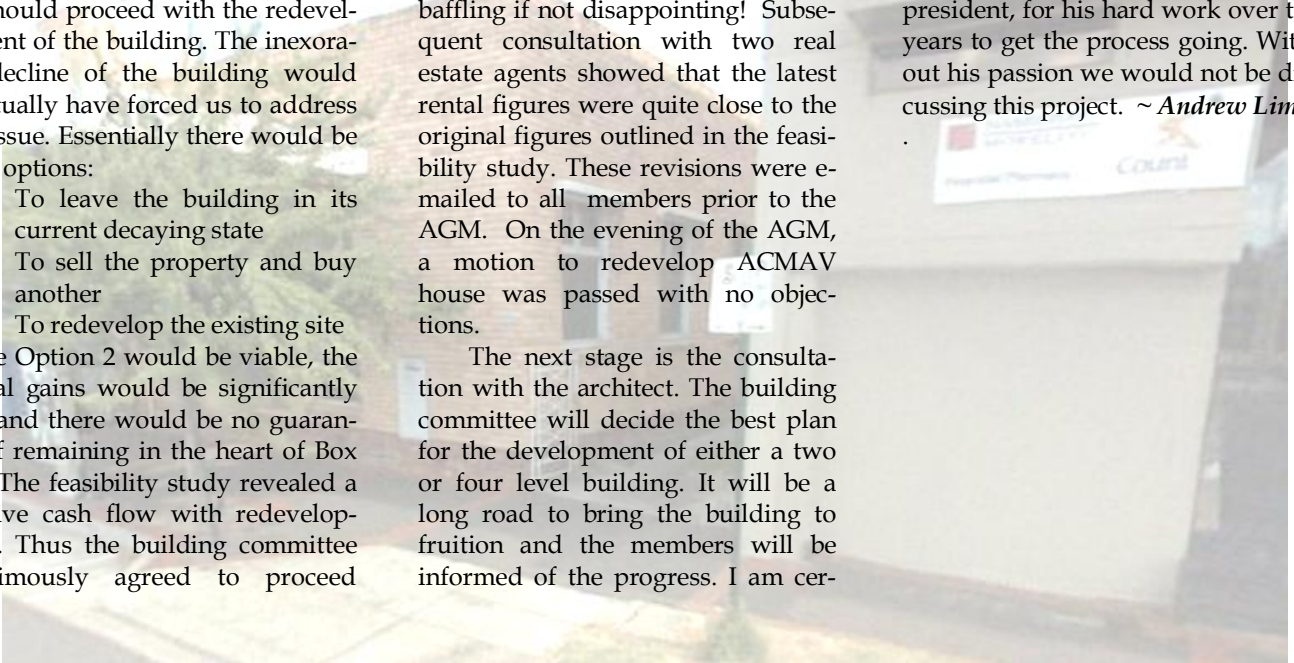 hould proceed with the redevel-
ent of the building. The inexora-
decline of the building would
tually have forced us to address
ssue. Essentially there would be
options:
To leave the building in its
current decaying state
To sell the property and buy
another
To redevelop the existing site
e Option 2 would be viable, the
al gains would be significantly
and there would be no guaran-
f remaining in the heart of Box
The feasibility study revealed a
ve cash flow with redevelop-
. Thus the building committee
imously agreed to proceed
baffling if not disappointing! Subse-
quent consultation with two real
estate agents showed that the latest
rental figures were quite close to the
original figures outlined in the feasi-
bility study. These revisions were e-
mailed to all members prior to the
AGM. On the evening of the AGM,
a motion to redevelop ACMAV
house was passed with no objec-
tions.
The next stage is the consulta-
tion with the architect. The building
committee will decide the best plan
for the development of either a two
or four level building. It will be a
long road to bring the building to
fruition and the members will be
informed of the progress. I am cer-
president, for his hard work over t
years to get the process going. Wit
out his passion we would not be d
cussing this project. ~ Andrew Lim
.
Count